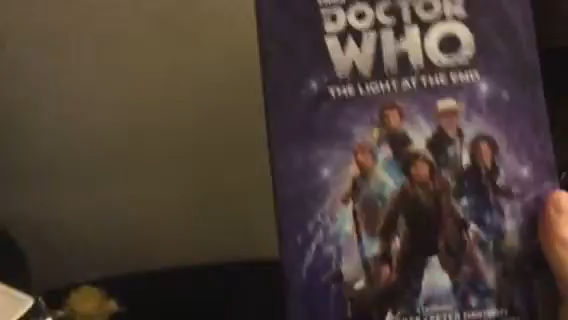 DOCTOR
WHO
THE LIGHT AT THE END